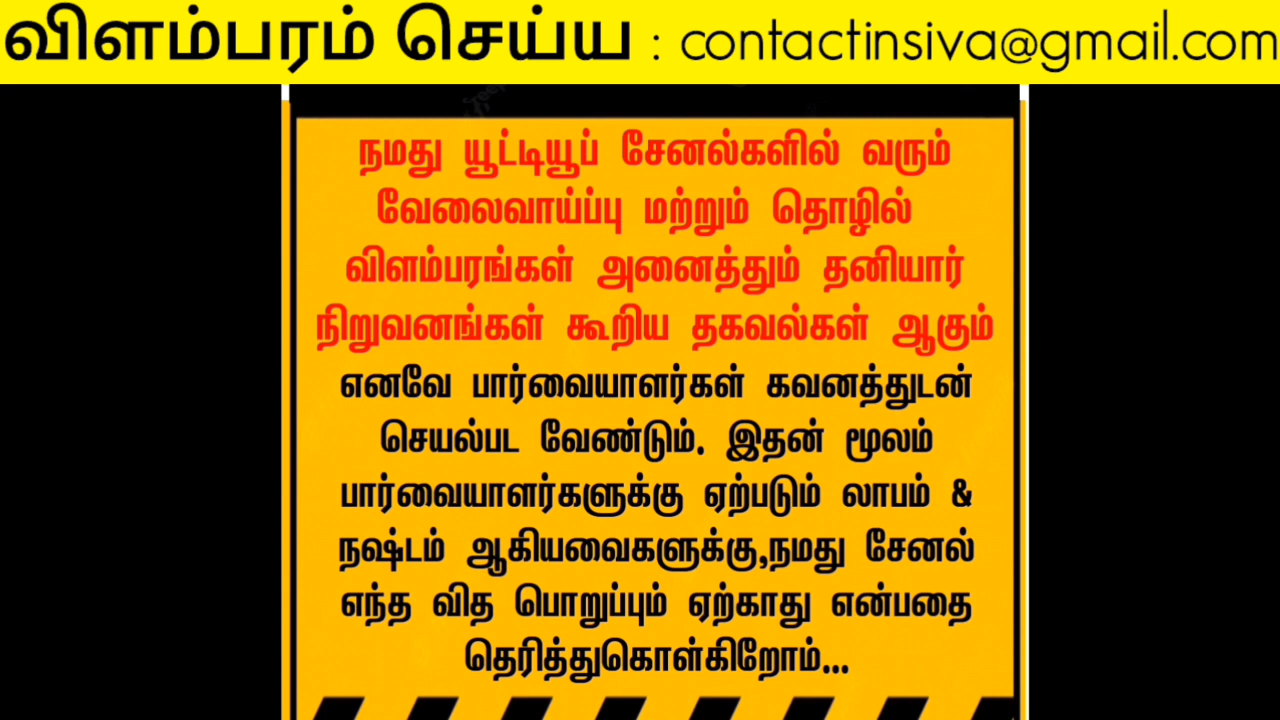 விளம்பரம் செய்ய : contactinsiva@gmail.com
நமது யூட்டியூப் சேனல்களில் வரும்
வேலைவாய்ப்பு மற்றும் தொழில்
விளம்பரங்கள் அனைத்தும் தனியார்
நிறுவனங்கள் கூறிய தகவல்கள் ஆகும்
எனவே பார்வையாளர்கள் கவனத்துடன்
செயல்பட வேண்டும். இதன் மூலம்
பார்வையாளர்களுக்கு ஏற்படும் லாபம் &
நஷ்டம் ஆகியவைகளுக்கு,நமது சேனல்
எந்த வித பொறுப்பும் ஏற்காது என்பதை
தெரித்துகொள்கிறோம்...